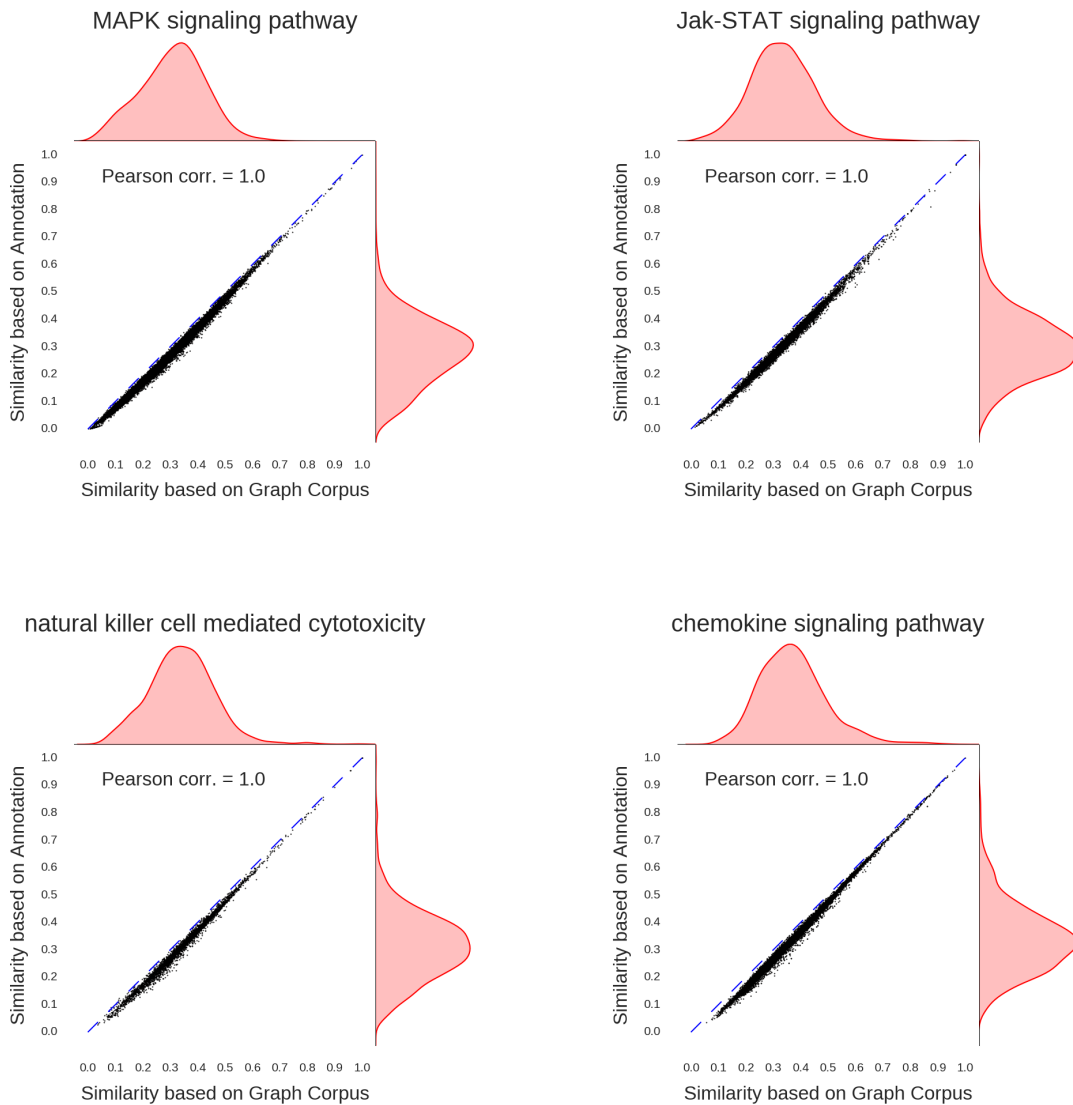 MAPK signaling pathway
Pearson corr. = 1.0
Similarity based on Annotation
1.0
0.9
0.8
0.7
0.6
0.5
0.4
0.3
0.2
0.1
0.0
0.0 0.1 0.2 0.3 0.4 0.5 0.6 0.7 0.8 0.9 1.0
Similarity based on Graph Corpus
Jak-STAT signaling pathway
Pearson corr. = 1.0
Similarity based on Annotation
1.0
0.9
0.8
0.7
0.6
0.5
0.4
0.3
0.2
0.1
0.0
0.0 0.1 0.2 0.3 0.4 0.5 0.6 0.7 0.8 0.9 1.0
Similarity based on Graph Corpus
natural killer cell mediated cytotoxicity
Pearson corr. = 1.0
Similarity based on Annotation
1.0
0.9
0.8
0.7
0.6
0.5
0.4
0.3
0.2
0.1
0.0
0.0 0.1 0.2 0.3 0.4 0.5 0.6 0.7 0.8 0.9 1.0
Similarity based on Graph Corpus
chemokine signaling pathway
Pearson corr. = 1.0
Similarity based on Annotation
1.0
0.9
0.8
0.7
0.6
0.5
0.4
0.3
0.2
0.1
0.0
0.0 0.1 0.2 0.3 0.4 0.5 0.6 0.7 0.8 0.9 1.0
Similarity based on Graph Corpus